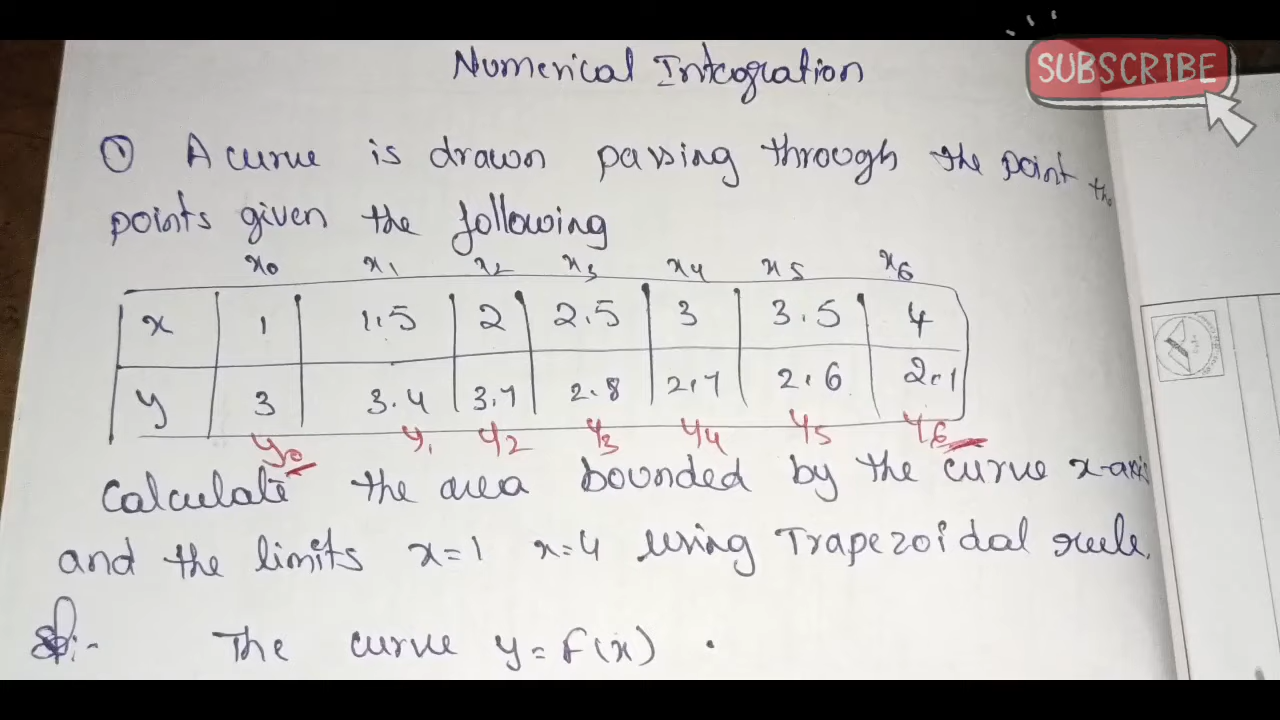 Numerical Integration
SUBSCRIBE
① A curve is drawn passing through the point the
points given the following
x0 x1 x2 x3 x4 x5 x6
x 1 1.5 2 2.5 3 3.5 4
y 3 3.4 3.7 2.8 2.7 2.6 2.1
y0 y1 y2 y3 y4 y5 y6
calculate the area bounded by the curve x-axis
and the limits x=1 x=4 using Trapezoidal rule.
Sol:- The curve y=f(x)